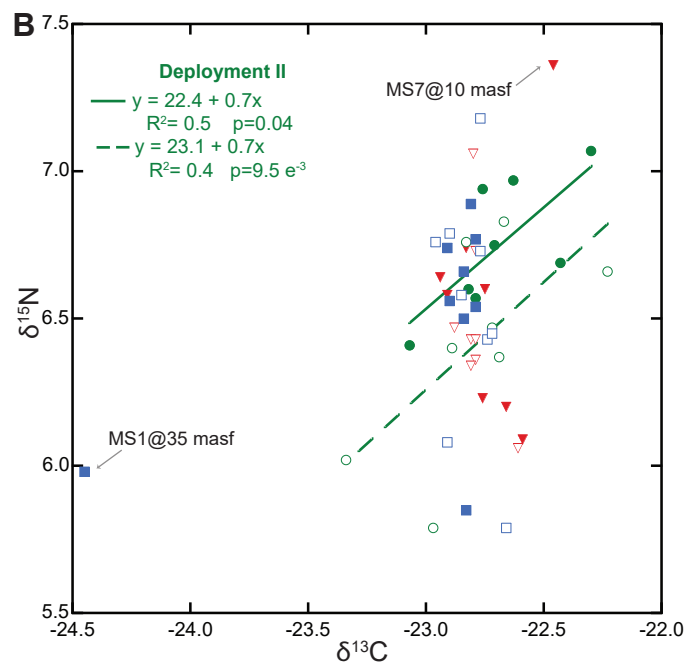 B
7.5
Deployment II
MS7@10 masf
y = 22.4 + 0.7x
R²= 0.5 p=0.04
y = 23.1 + 0.7x
R²= 0.4 p=9.5 e⁻³
7.0
δ¹⁵N
6.5
MS1@35 masf
6.0
5.5
-24.5 -24.0 -23.5 -23.0 -22.5 -22.0
δ¹³C